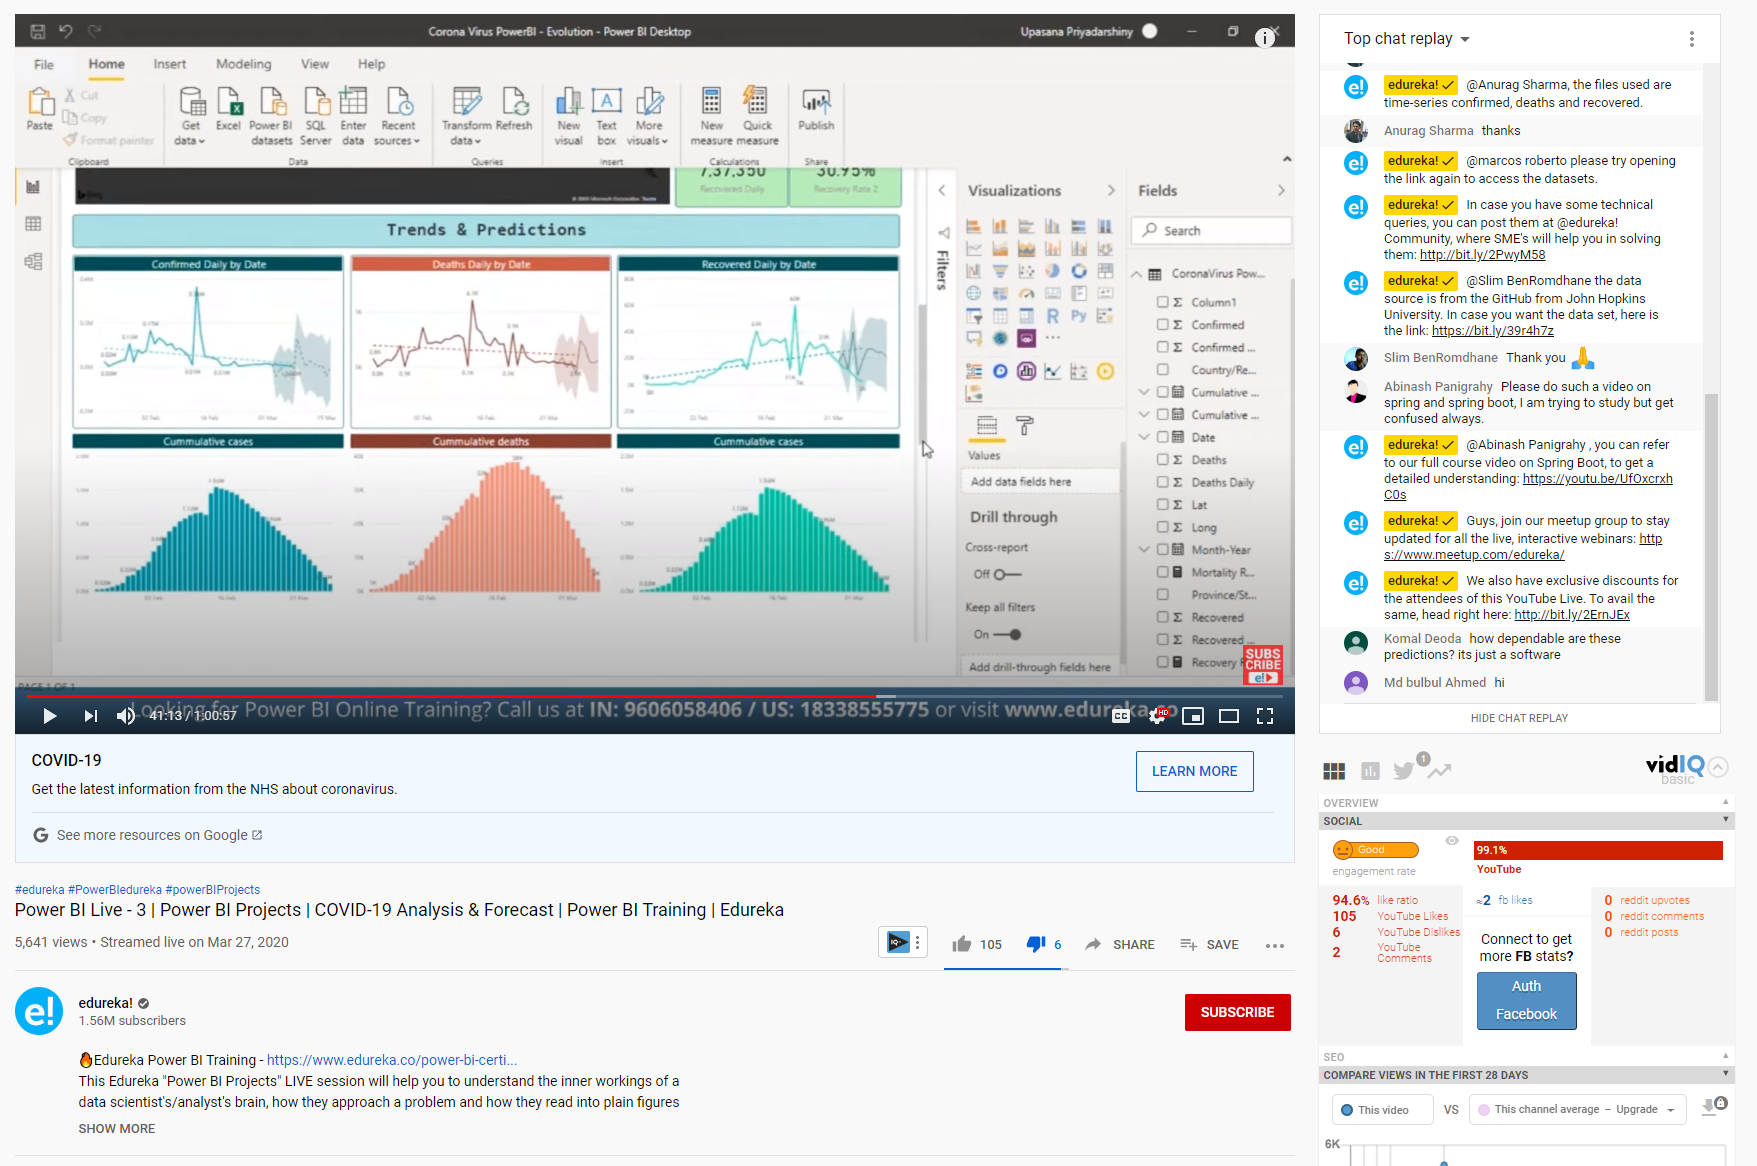 Corona Virus PowerBI - Evolution - Power BI Desktop
Upasana Priyadarshiny
File Home Insert Modeling View Help
Paste
Cut
Copy
Format painter
Get data
Excel
Power BI datasets
SQL Server
Enter data
Recent sources
Transform data
Refresh
New visual
Text box
More visuals
New measure
Quick measure
Publish
Clipboard
Data
Queries
Insert
Calculations
Share
7,37,350
Recovered Daily
30.95%
Recovery Rate 2
Trends & Predictions
Confirmed Daily by Date
Deaths Daily by Date
Recovered Daily by Date
Cummulative cases
Cummulative deaths
Cummulative cases
Filters
Visualizations
Values
Add data fields here
Drill through
Cross-report
Off
Keep all filters
On
Add drill-through fields here
Fields
Search
CoronaVirus Pow...
Column1
Confirmed
Confirmed ...
Country/Re...
Cumulative ...
Cumulative ...
Date
Deaths
Deaths Daily
Lat
Long
Month-Year
Mortality R...
Province/St...
Recovered
Recovered ...
Recovery
SUBS
CRIBE
e!
PAGE 1 OF 1
Looking for Power BI Online Training? Call us at IN: 9606058406 / US: 18338555775 or visit www.edureka.co
41:13 / 1:00:57
CC
HD
COVID-19
Get the latest information from the NHS about coronavirus.
LEARN MORE
See more resources on Google
#edureka #PowerBIedureka #powerBIProjects
Power BI Live - 3 | Power BI Projects | COVID-19 Analysis & Forecast | Power BI Training | Edureka
5,641 views • Streamed live on Mar 27, 2020
IQ
105
6
SHARE
SAVE
e!
edureka!
1.56M subscribers
SUBSCRIBE
Edureka Power BI Training - https://www.edureka.co/power-bi-certi...
This Edureka "Power BI Projects" LIVE session will help you to understand the inner workings of a
data scientist's/analyst's brain, how they approach a problem and how they read into plain figures
SHOW MORE
Top chat replay
edureka! @Anurag Sharma, the files used are
time-series confirmed, deaths and recovered.
Anurag Sharma thanks
edureka! @marcos roberto please try opening
the link again to access the datasets.
edureka! In case you have some technical
queries, you can post them at @edureka!
Community, where SME's will help you in solving
them: http://bit.ly/2PwyM58
edureka! @Slim BenRomdhane the data
source is from the GitHub from John Hopkins
University. In case you want the data set, here is
the link: https://bit.ly/39r4h7z
Slim BenRomdhane Thank you
Abinash Panigrahy Please do such a video on
spring and spring boot, I am trying to study but get
confused always.
edureka! @Abinash Panigrahy , you can refer
to our full course video on Spring Boot, to get a
detailed understanding: https://youtu.be/UfOxcrxh
C0s
edureka! Guys, join our meetup group to stay
updated for all the live, interactive webinars: http
s://www.meetup.com/edureka/
edureka! We also have exclusive discounts for
the attendees of this YouTube Live. To avail the
same, head right here: http://bit.ly/2ErnJEx
Komal Deoda how dependable are these
predictions? its just a software
Md bulbul Ahmed hi
HIDE CHAT REPLAY
1
vidIQ
basic
OVERVIEW
SOCIAL
Good
engagement rate
99.1%
YouTube
94.6% like ratio
105 YouTube Likes
6 YouTube Dislikes
2 YouTube Comments
≈2 fb likes
Connect to get
more FB stats?
Auth
Facebook
0 reddit upvotes
0 reddit comments
0 reddit posts
SEO
COMPARE VIEWS IN THE FIRST 28 DAYS
This video
VS
This channel average – Upgrade
6K